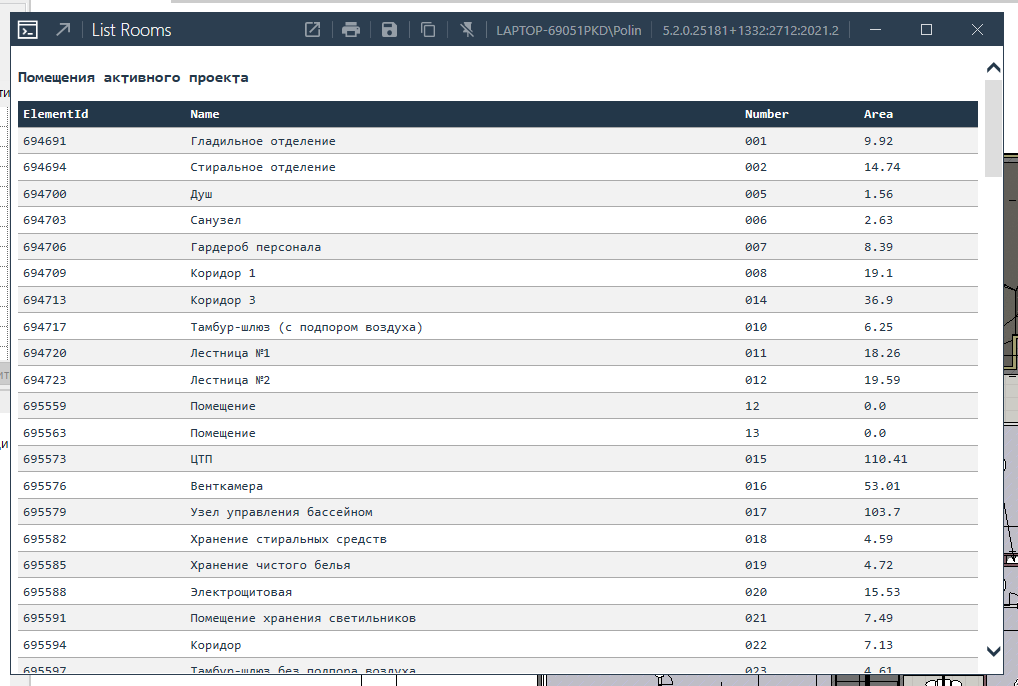 List Rooms LAPTOP-69051PKD\Polin 5.2.0.25181+1332:2712:2021.2
Помещения активного проекта
ElementId Name Number Area
694691 Гладильное отделение 001 9.92
694694 Стиральное отделение 002 14.74
694700 Душ 005 1.56
694703 Санузел 006 2.63
694706 Гардероб персонала 007 8.39
694709 Коридор 1 008 19.1
694713 Коридор 3 014 36.9
694717 Тамбур-шлюз (с подпором воздуха) 010 6.25
694720 Лестница №1 011 18.26
694723 Лестница №2 012 19.59
695559 Помещение 12 0.0
695563 Помещение 13 0.0
695573 ЦТП 015 110.41
695576 Венткамера 016 53.01
695579 Узел управления бассейном 017 103.7
695582 Хранение стиральных средств 018 4.59
695585 Хранение чистого белья 019 4.72
695588 Электрощитовая 020 15.53
695591 Помещение хранения светильников 021 7.49
695594 Коридор 022 7.13
695597 Тамбур-шлюз без подпора воздуха 023 4.61